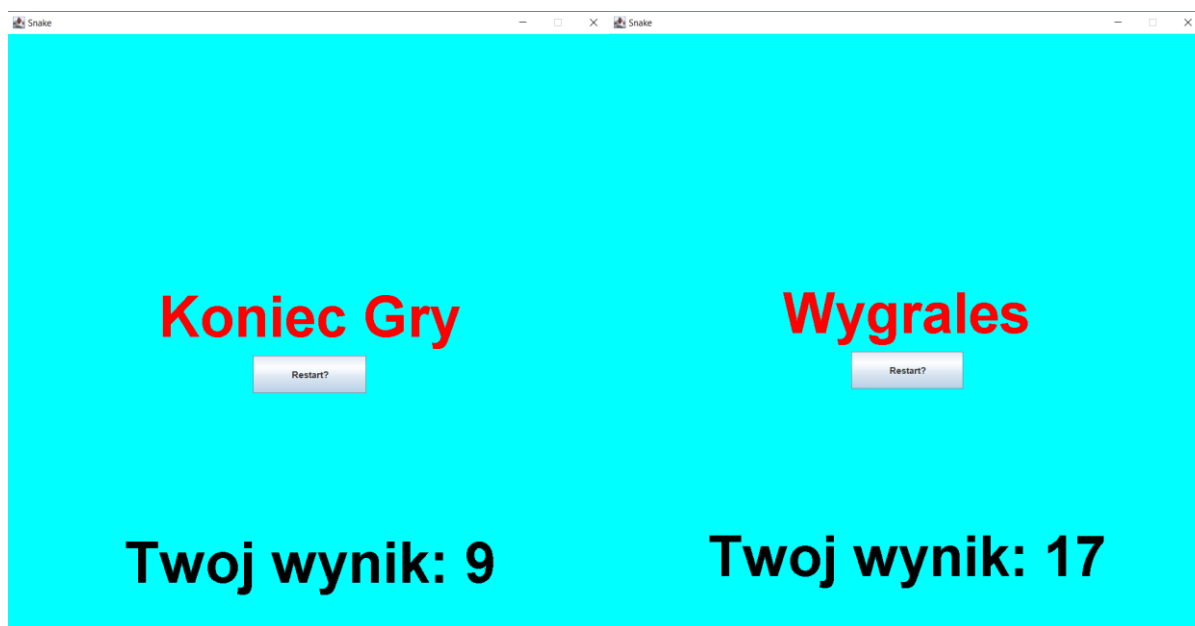 Snake
Koniec Gry
Restart?
Twoj wynik: 9
Snake
Wygrales
Restart?
Twoj wynik: 17